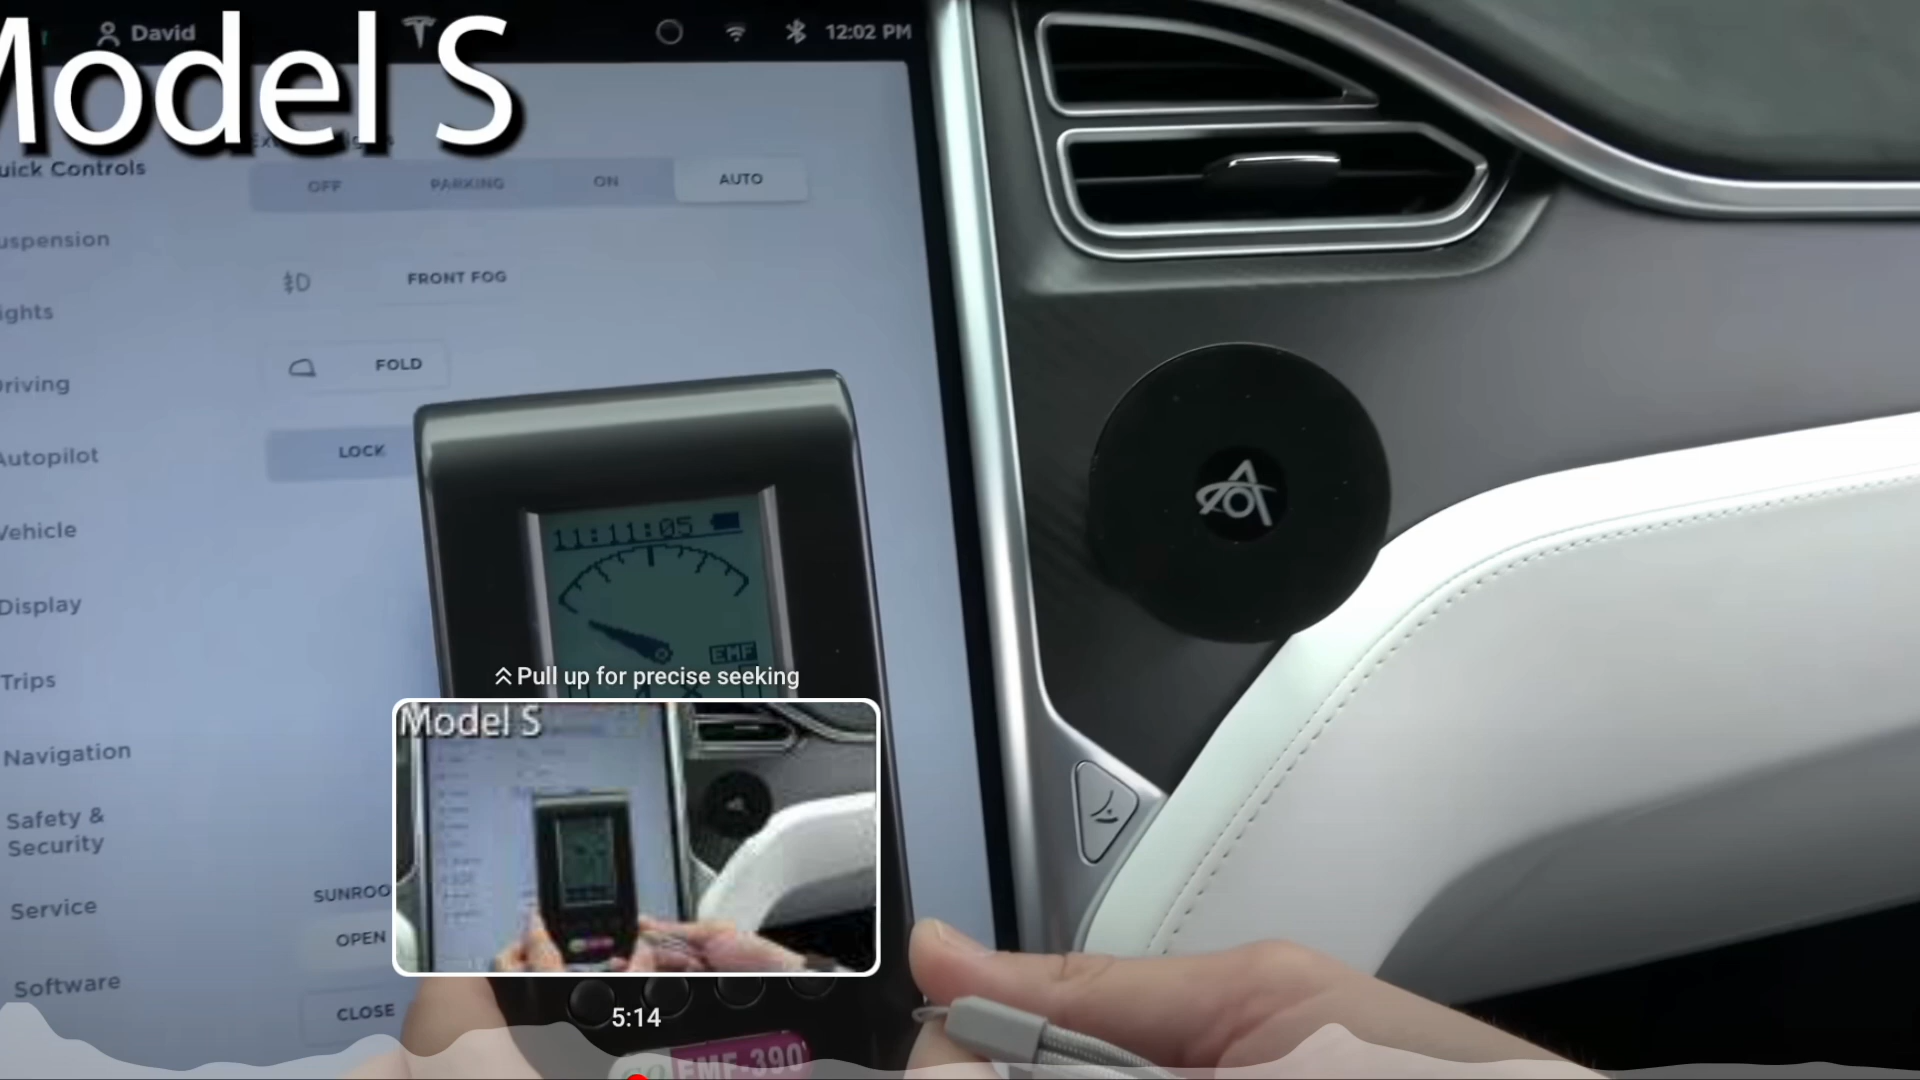 Model S
David
12:02 PM
uick Controls
OFF
PARKING
ON
AUTO
uspension
FRONT FOG
ights
FOLD
riving
Autopilot
LOCK
11:11:05
Vehicle
Display
EMF
Trips
Pull up for precise seeking
Model S
Navigation
Safety &
Security
SUNROO
Service
OPEN
Software
CLOSE
5:14
EMF-390